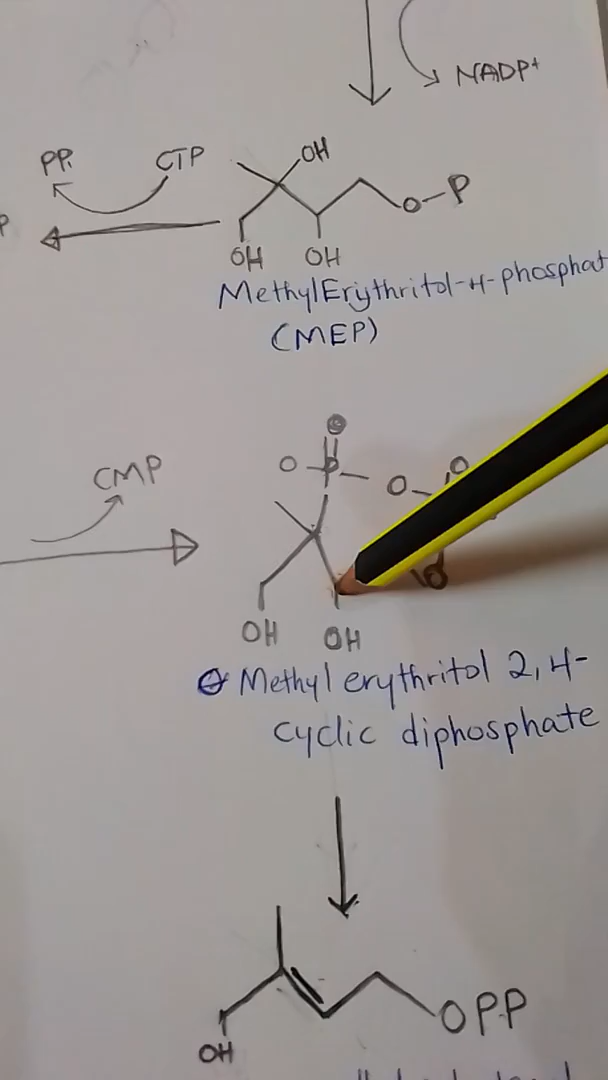 NADP+
PPi CTP OH
O-P
OH OH
MethylErythritol-4-phosphat
(MEP)
CMP
O P O O
OH OH
Methyl erythritol 2,4-
cyclic diphosphate
OPP
OH